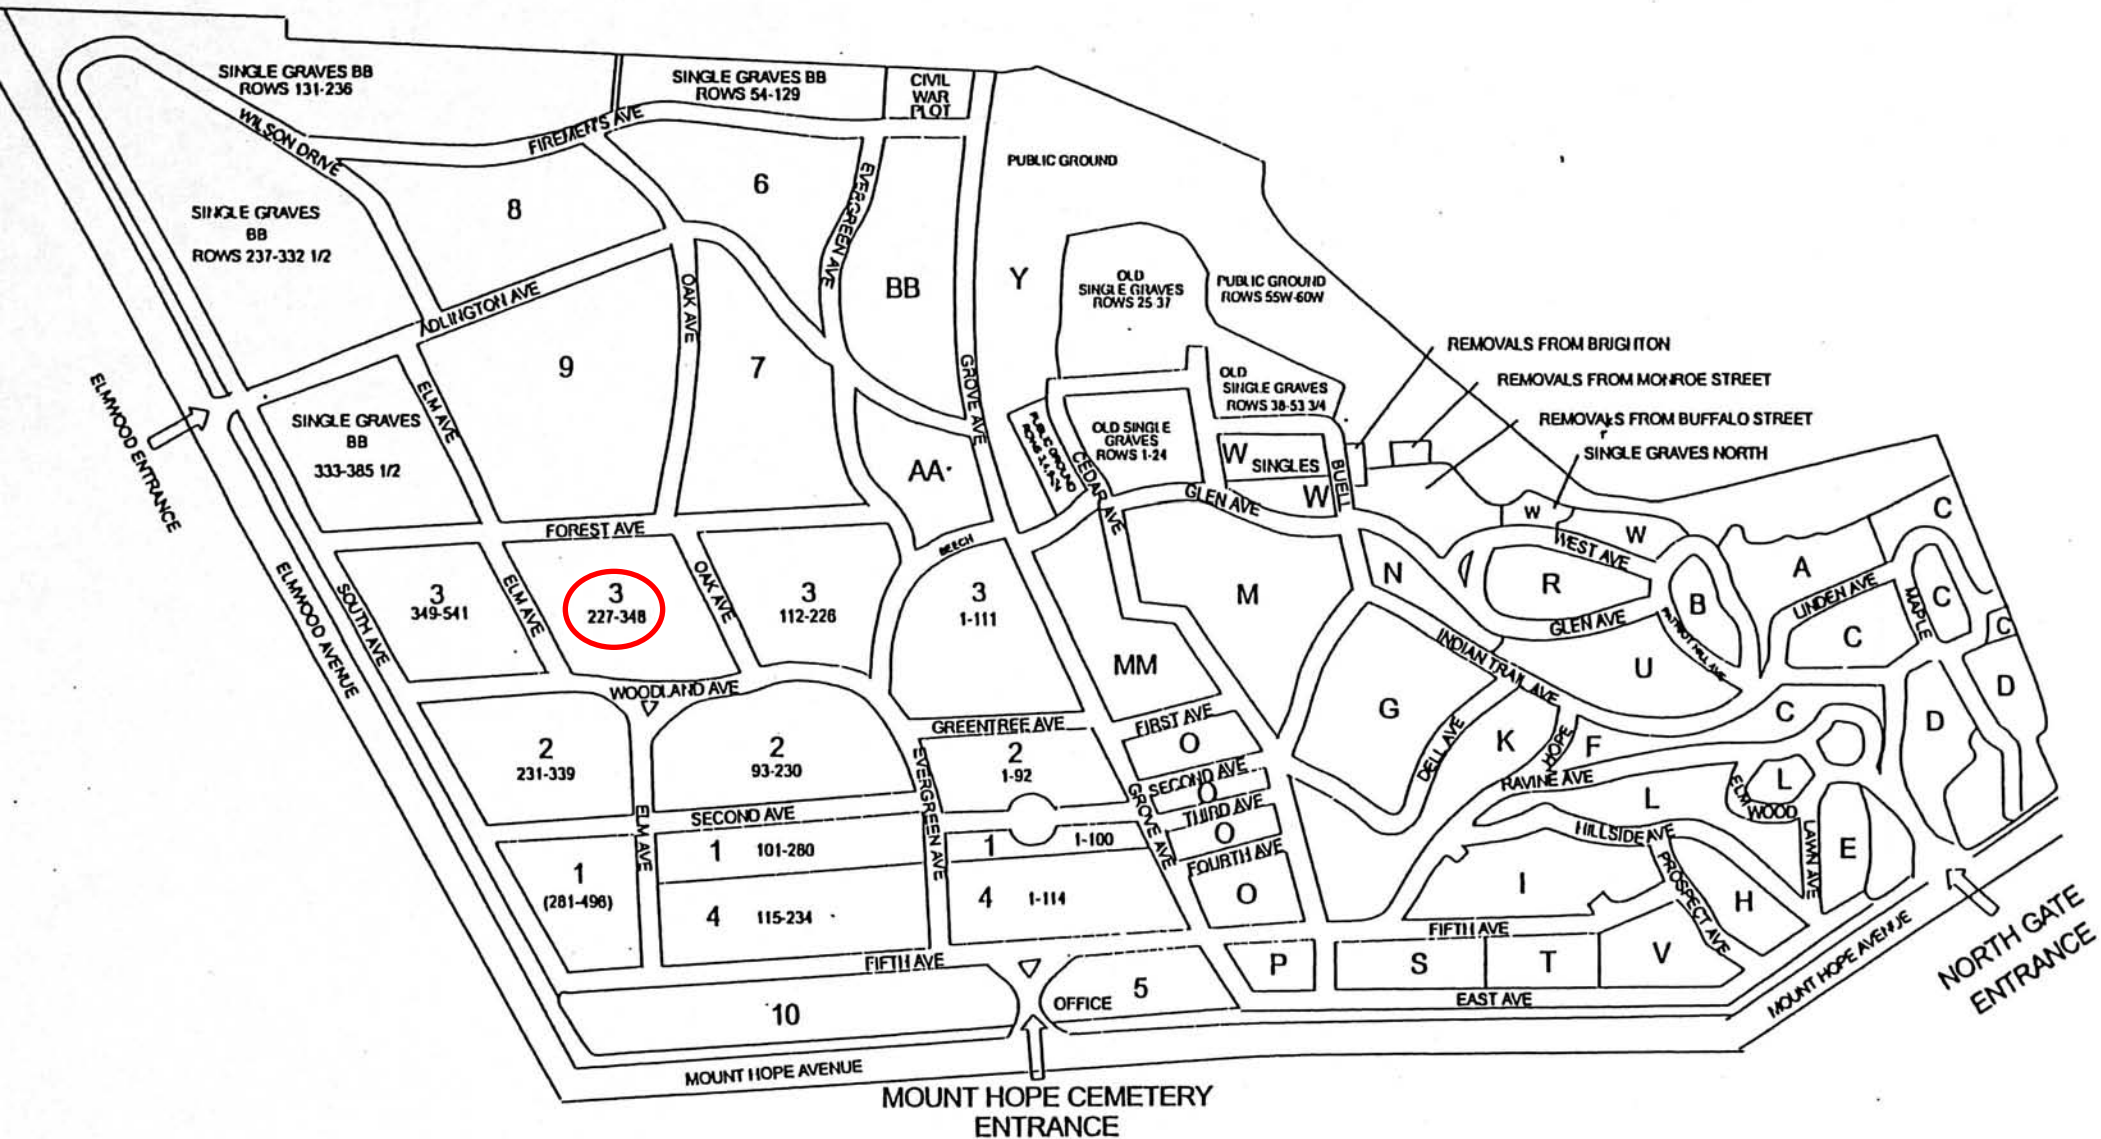 SINGLE GRAVES BB
ROWS 131-236
SINGLE GRAVES BB
ROWS 54-129
CIVIL
WAR
PLOT
WILSON DRIVE
FIREMEN'S AVE
PUBLIC GROUND
6
8
EVERGREEN AVE
SINGLE GRAVES
BB
ROWS 237-332 1/2
BB
Y
OLD
SINGLE GRAVES
ROWS 25 37
PUBLIC GROUND
ROWS 55W-60W
ADLINGTON AVE
OAK AVE
9
7
GROVE AVE
REMOVALS FROM BRIGHTON
REMOVALS FROM MONROE STREET
REMOVALS FROM BUFFALO STREET
SINGLE GRAVES NORTH
OLD
SINGLE GRAVES
ROWS 38-53 3/4
ELMWOOD ENTRANCE
ELM AVE
SINGLE GRAVES
BB
333-385 1/2
AA
PUBLIC GROUND
OLD SINGLE
GRAVES
ROWS 1-24
CEDAR AVE
W SINGLES
W
BUELL
GLEN AVE
W
W
WEST AVE
C
FOREST AVE
BEECH
SOUTH AVE
ELMWOOD AVENUE
3
349-541
ELM AVE
3
227-348
OAK AVE
3
112-226
3
1-111
M
N
R
B
A
LINDEN AVE
MAPLE
C
C
C
GLEN AVE
PATRIOT HILL AVE
INDIAN TRAIL AVE
U
MM
WOODLAND AVE
GREENTREE AVE
FIRST AVE
O
G
DELL AVE
K
HOPE
F
C
D
D
2
231-339
2
93-230
EVERGREEN AVE
2
1-92
SECOND AVE
O
THIRD AVE
O
FOURTH AVE
O
GROVE AVE
RAVINE AVE
L
L
ELM
WOOD
LAWN AVE
E
HILLSIDE AVE
PROSPECT AVE
SECOND AVE
ELM AVE
1
(281-496)
1 101-280
1 1-100
4 115-234
4 1-114
I
H
FIFTH AVE
FIFTH AVE
P
S
T
V
EAST AVE
10
OFFICE
5
MOUNT HOPE AVENUE
MOUNT HOPE AVENUE
NORTH GATE
ENTRANCE
MOUNT HOPE CEMETERY
ENTRANCE